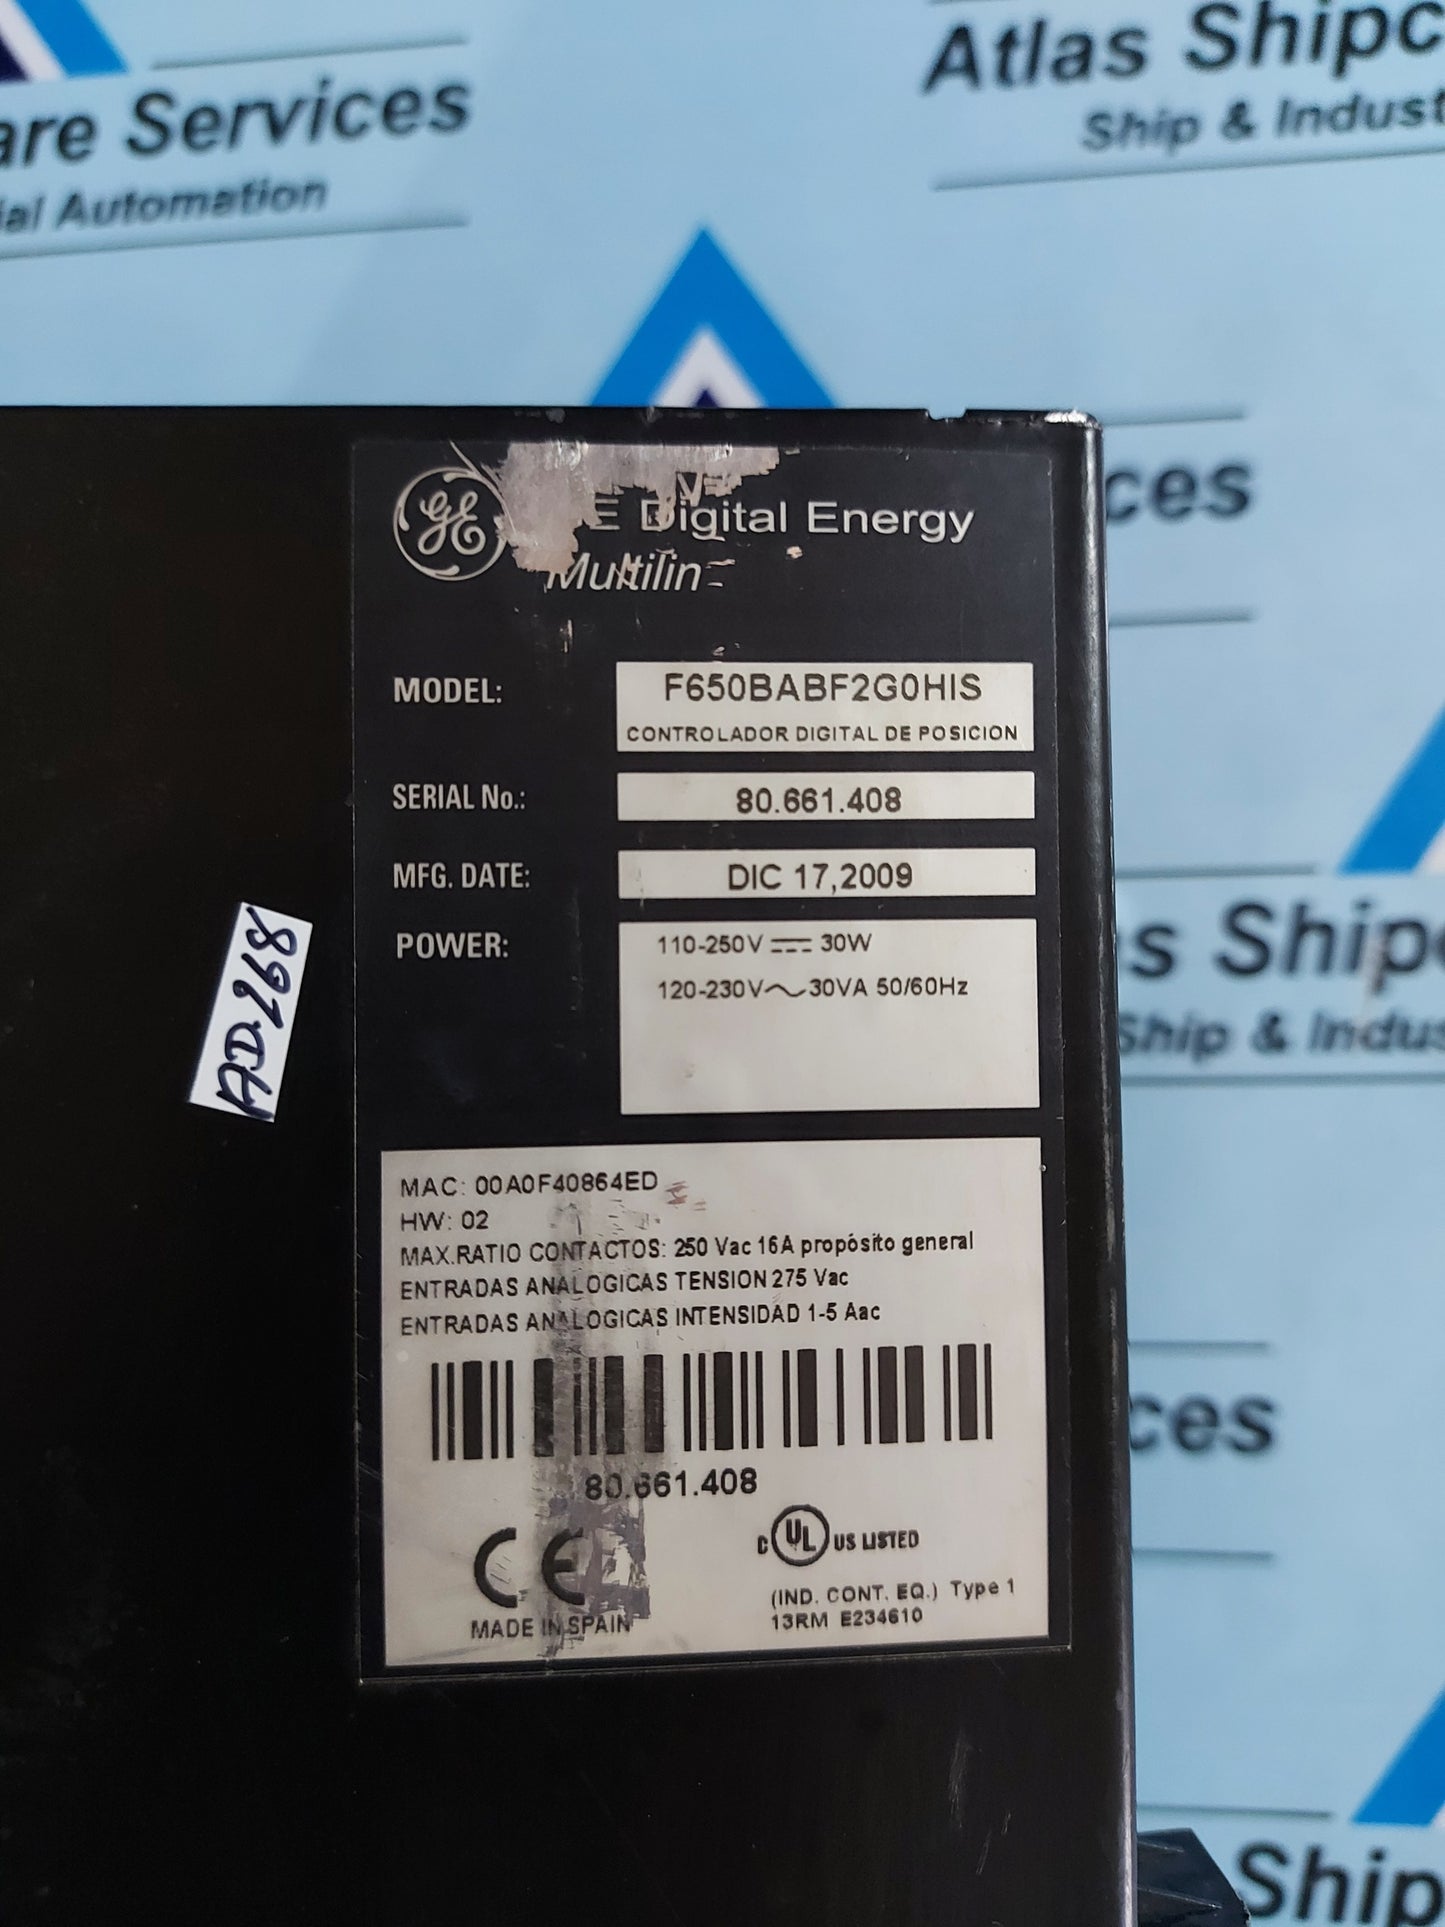 are Services
ial Automation
Atlas Shipc
Ship & Indust
ces
GE
E Digital Energy
Multilin
MODEL: F650BABF2G0HIS
CONTROLADOR DIGITAL DE POSICION
SERIAL No.: 80.661.408
MFG. DATE: DIC 17,2009
POWER: 110-250V ⎓ 30W
120-230V ~ 30VA 50/60Hz
AD768
MAC: 00A0F40864ED
HW: 02
MAX.RATIO CONTACTOS: 250 Vac 16A propósito general
ENTRADAS ANALOGICAS TENSION 275 Vac
ENTRADAS ANALOGICAS INTENSIDAD 1-5 Aac
80.661.408
CE
MADE IN SPAIN
C UL US LISTED
(IND. CONT. EQ.) Type 1
13RM E234610
s Shipc
Ship & Indus
ces
Ship